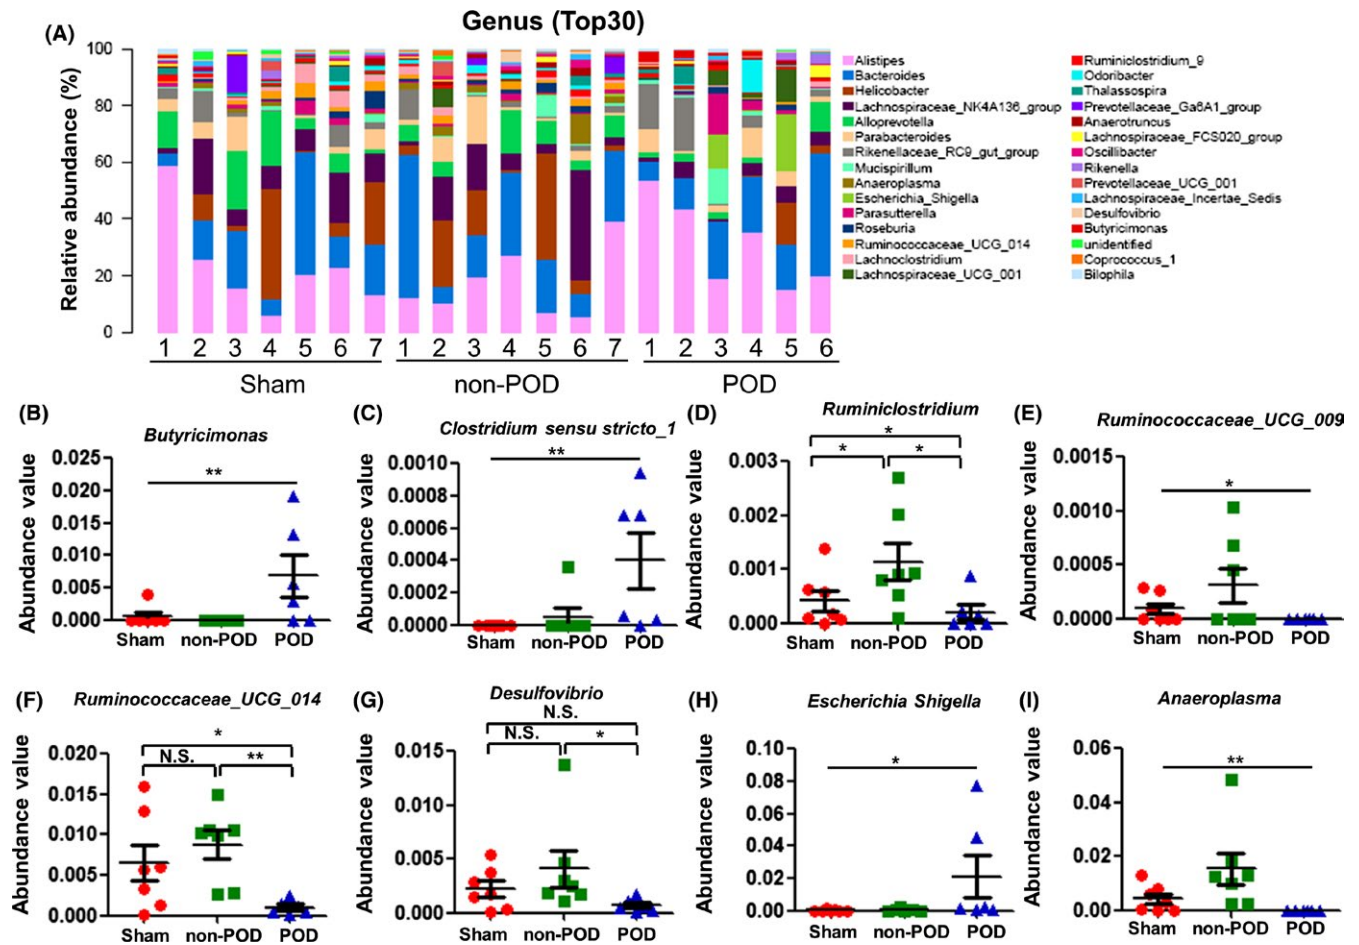 Genus (Top30)
(A)
Relative abundance (%)
100
80
60
40
20
0
1 2 3 4 5 6 7 1 2 3 4 5 6 7 1 2 3 4 5 6
Sham non-POD POD
Alistipes
Bacteroides
Helicobacter
Lachnospiraceae_NK4A136_group
Alloprevotella
Parabacteroides
Rikenellaceae_RC9_gut_group
Mucispirillum
Anaeroplasma
Escherichia_Shigella
Parasutterella
Roseburia
Ruminococcaceae_UCG_014
Lachnoclostridium
Lachnospiraceae_UCG_001
Ruminiclostridium_9
Odoribacter
Thalassospira
Prevotellaceae_Ga6A1_group
Anaerotruncus
Lachnospiraceae_FCS020_group
Oscillibacter
Rikenella
Prevotellaceae_UCG_001
Lachnospiraceae_Incertae_Sedis
Desulfovibrio
Butyricimonas
unidentified
Coprococcus_1
Bilophila
(B)
Butyricimonas
Abundance value
0.025
0.020
0.015
0.010
0.005
0.000
**
Sham non-POD POD
(C)
Clostridium sensu stricto_1
Abundance value
0.0010
0.0008
0.0006
0.0004
0.0002
0.0000
**
Sham non-POD POD
(D)
Ruminiclostridium
Abundance value
0.003
0.002
0.001
0.000
*
* *
Sham non-POD POD
(E)
Ruminococcaceae_UCG_009
Abundance value
0.0015
0.0010
0.0005
0.0000
*
Sham non-POD POD
(F)
Ruminococcaceae_UCG_014
Abundance value
0.020
0.015
0.010
0.005
0.000
*
N.S. **
Sham non-POD POD
(G)
Desulfovibrio
Abundance value
0.015
0.010
0.005
0.000
N.S.
N.S. *
Sham non-POD POD
(H)
Escherichia Shigella
Abundance value
0.10
0.08
0.06
0.04
0.02
0.00
*
Sham non-POD POD
(I)
Anaeroplasma
Abundance value
0.06
0.04
0.02
0.00
**
Sham non-POD POD